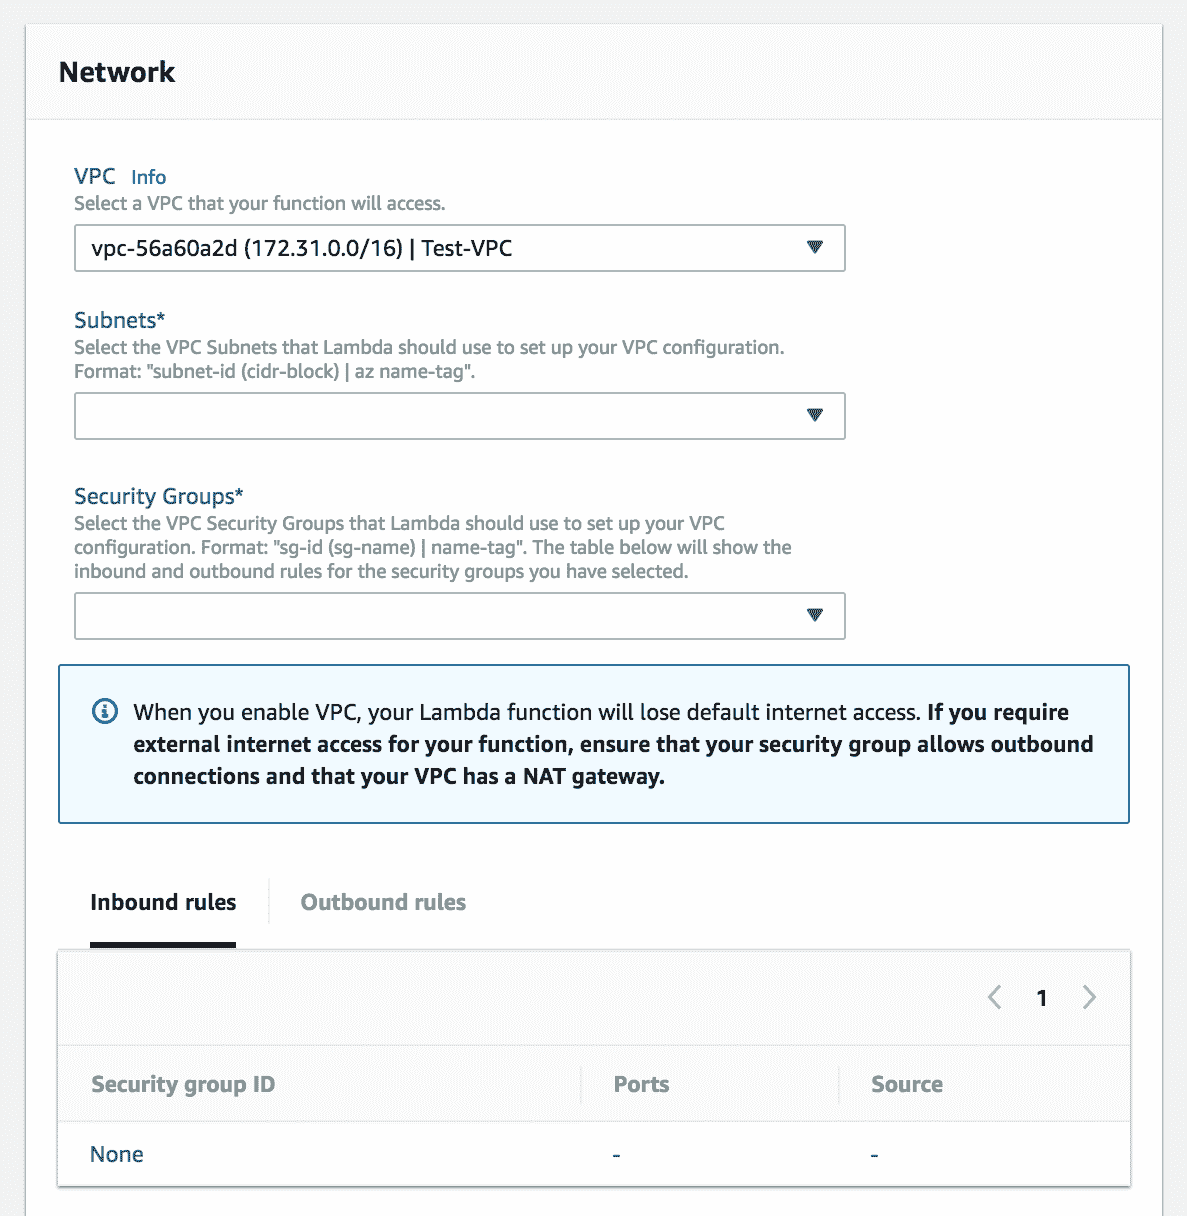 Network
VPC Info
Select a VPC that your function will access.
vpc-56a60a2d (172.31.0.0/16) | Test-VPC
Subnets*
Select the VPC Subnets that Lambda should use to set up your VPC configuration.
Format: "subnet-id (cidr-block) | az name-tag".
Security Groups*
Select the VPC Security Groups that Lambda should use to set up your VPC
configuration. Format: "sg-id (sg-name) | name-tag". The table below will show the
inbound and outbound rules for the security groups you have selected.
When you enable VPC, your Lambda function will lose default internet access. If you require
external internet access for your function, ensure that your security group allows outbound
connections and that your VPC has a NAT gateway.
Inbound rules Outbound rules
1
Security group ID Ports Source
None - -